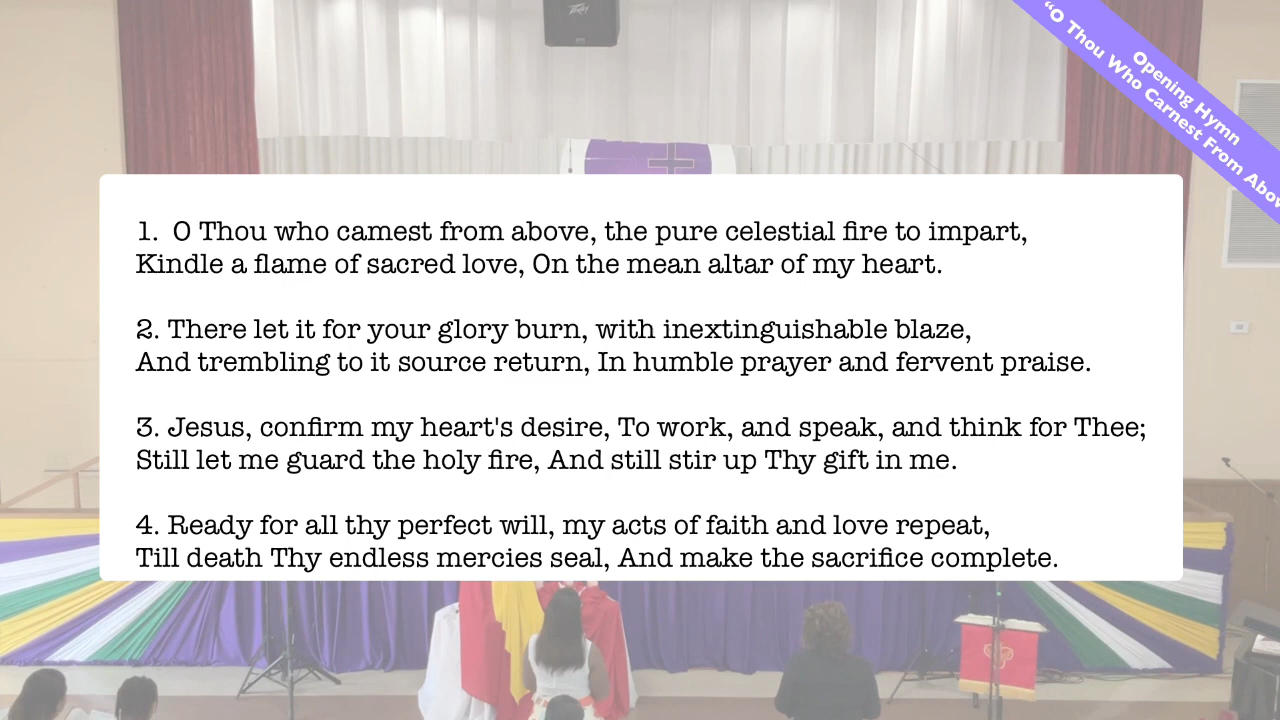 Peavey
Opening Hymn
“O Thou Who Carnest From Abov
1. O Thou who camest from above, the pure celestial fire to impart,
Kindle a flame of sacred love, On the mean altar of my heart.
2. There let it for your glory burn, with inextinguishable blaze,
And trembling to it source return, In humble prayer and fervent praise.
3. Jesus, confirm my heart's desire, To work, and speak, and think for Thee;
Still let me guard the holy fire, And still stir up Thy gift in me.
4. Ready for all thy perfect will, my acts of faith and love repeat,
Till death Thy endless mercies seal, And make the sacrifice complete.